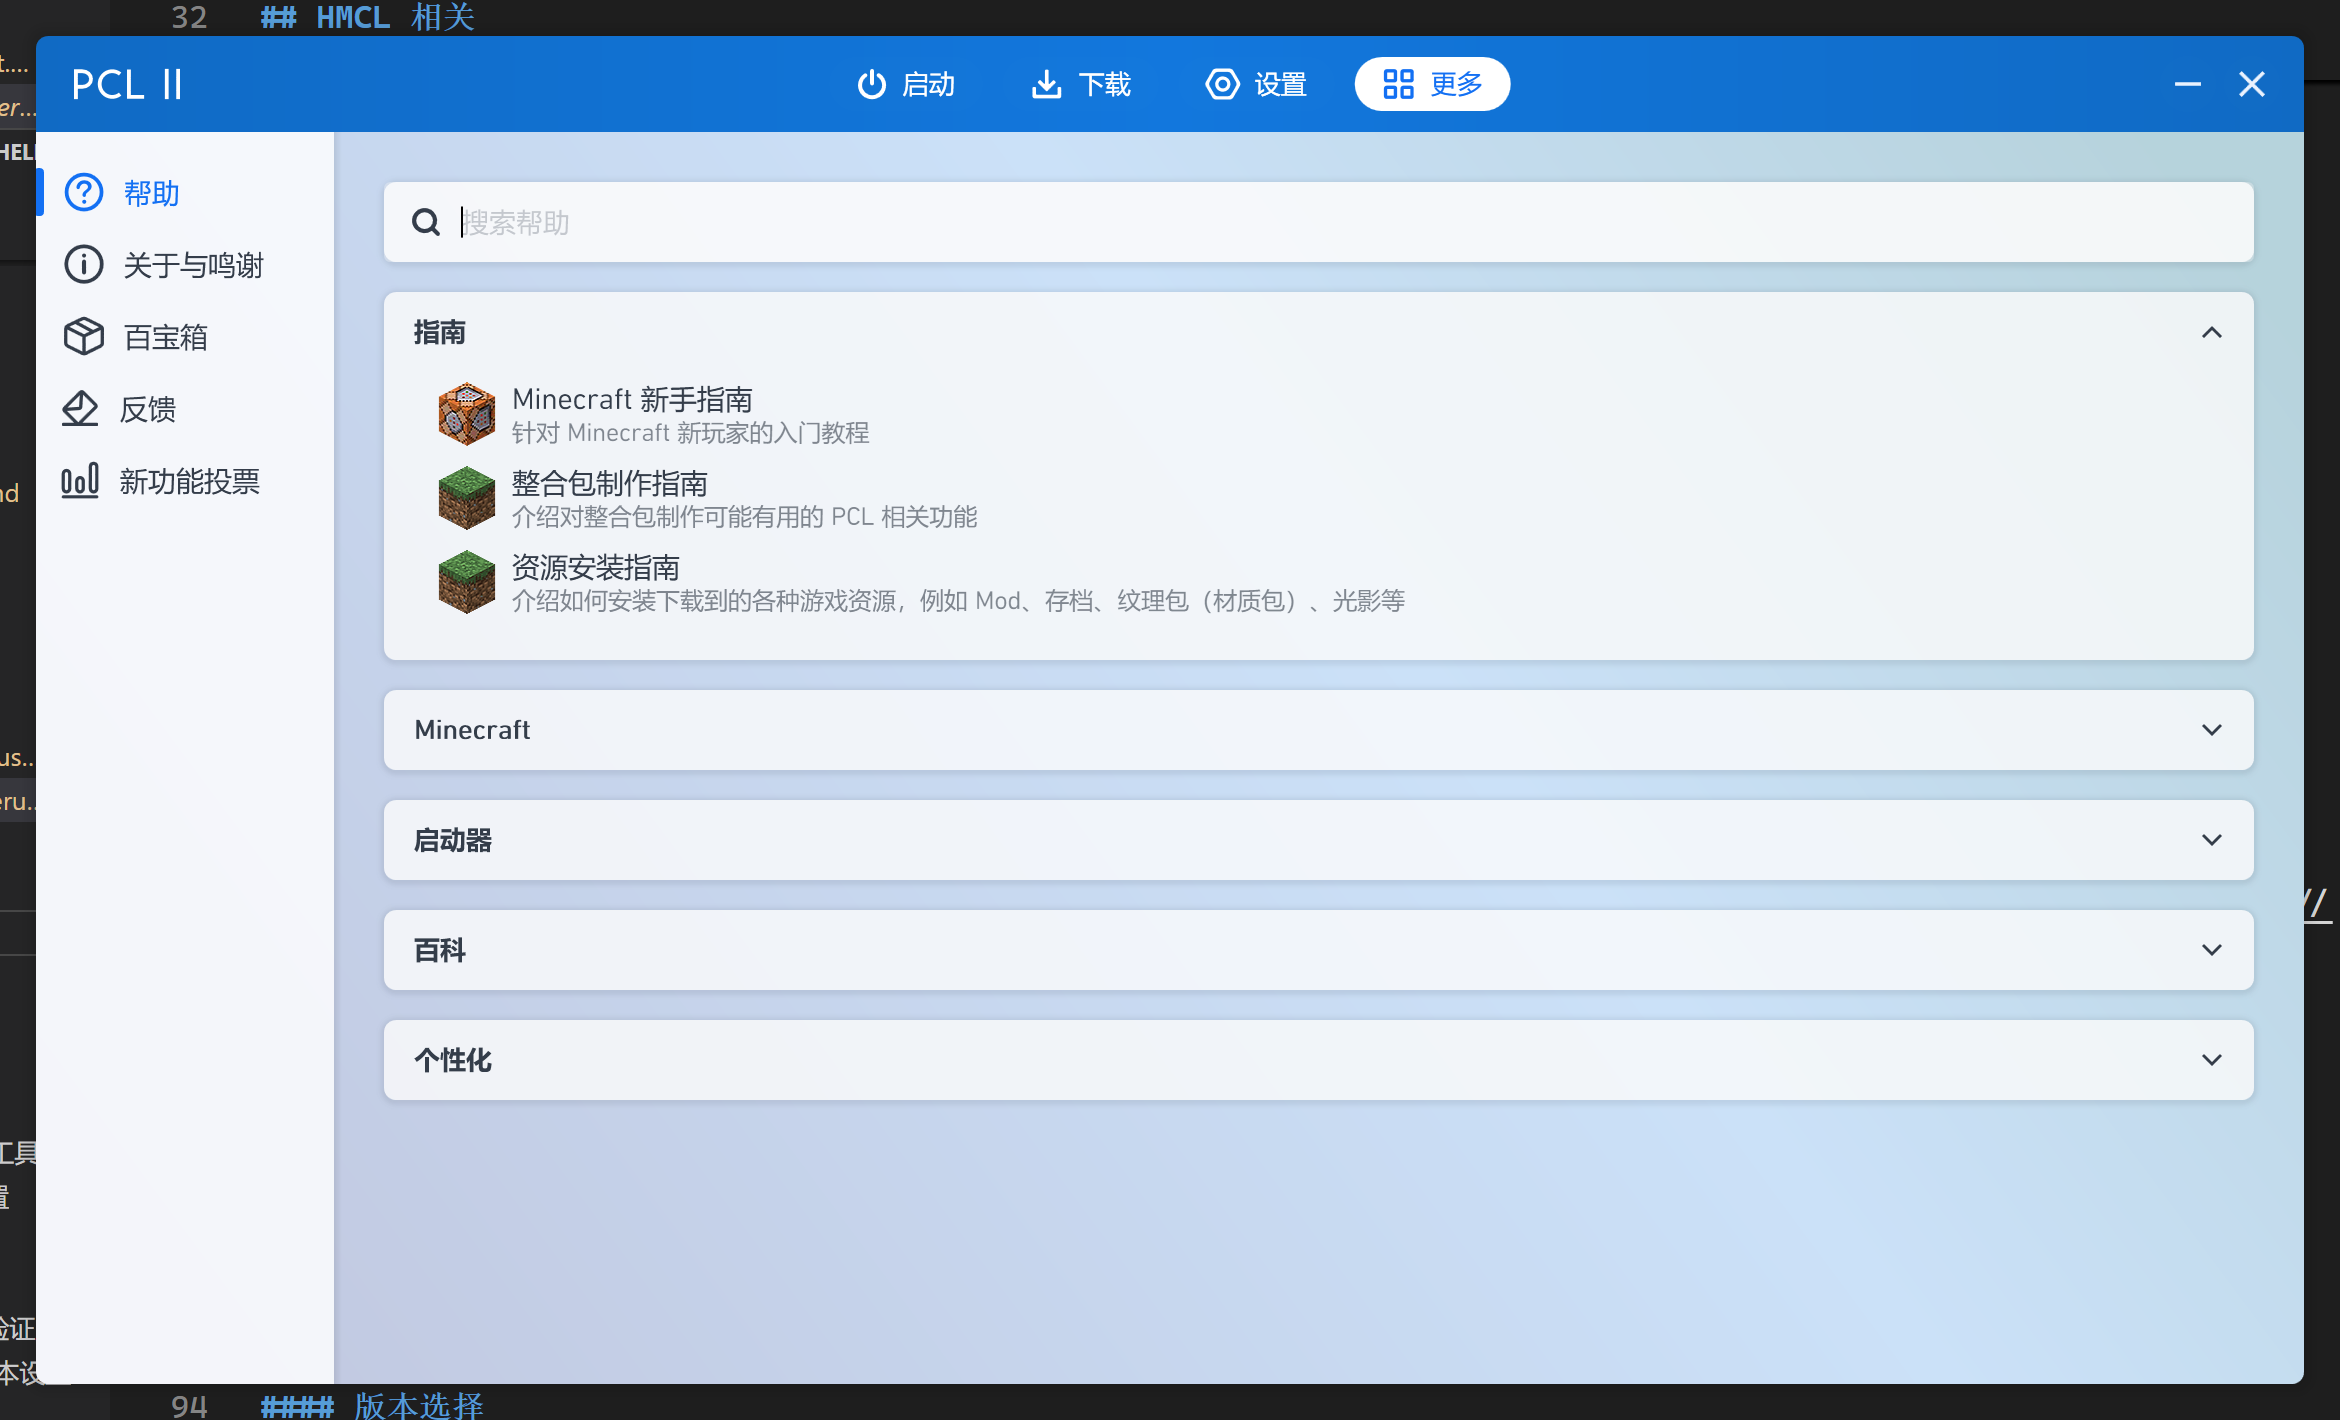 32 ## HMCL 相关
PCL II
启动
下载
设置
更多
帮助
关于与鸣谢
百宝箱
反馈
新功能投票
搜索帮助
指南
Minecraft 新手指南
针对 Minecraft 新玩家的入门教程
整合包制作指南
介绍对整合包制作可能有用的 PCL 相关功能
资源安装指南
介绍如何安装下载到的各种游戏资源，例如 Mod、存档、纹理包（材质包）、光影等
Minecraft
启动器
百科
个性化
t....
er...
HEL
nd
us..
eru..
//
工具
置
验证
本设
94 #### 版本选择